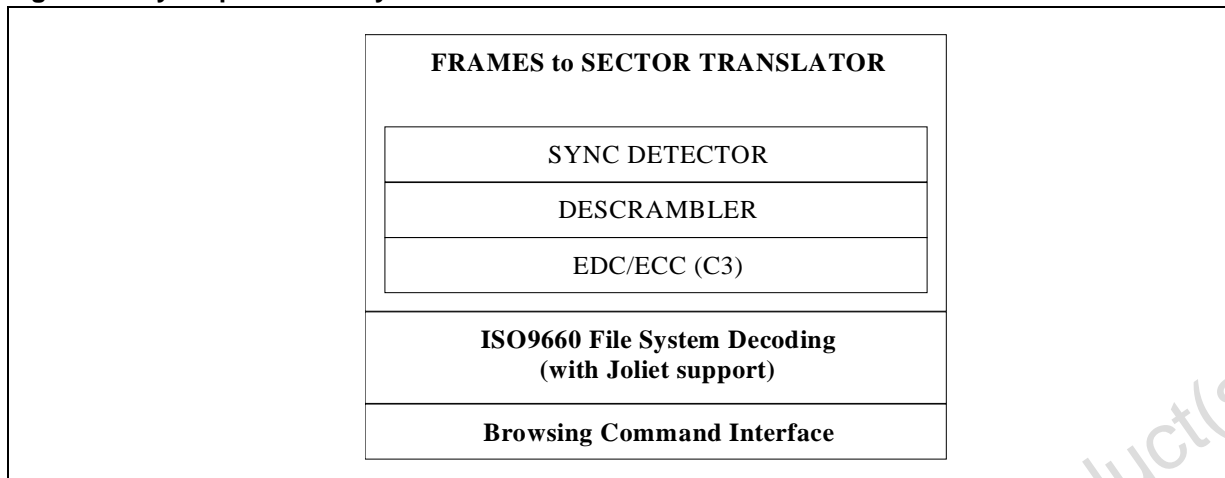 FRAMES to SECTOR TRANSLATOR
SYNC DETECTOR
DESCRAMBLER
EDC/ECC (C3)
ISO9660 File System Decoding
(with Joliet support)
Browsing Command Interface